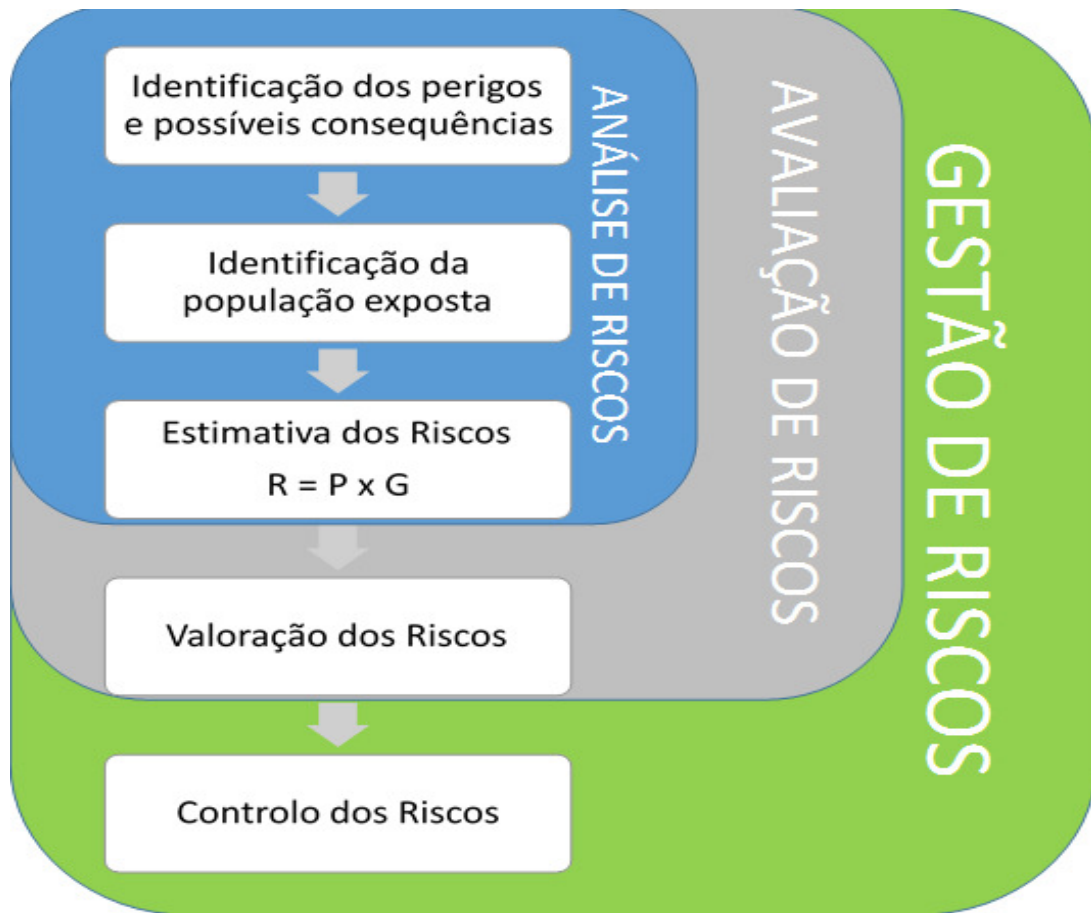 Identificação dos perigos
e possíveis consequências
Identificação da
população exposta
Estimativa dos Riscos
R = P x G
Valoração dos Riscos
Controlo dos Riscos
ANÁLISE DE RISCOS
AVALIAÇÃO DE RISCOS
GESTÃO DE RISCOS